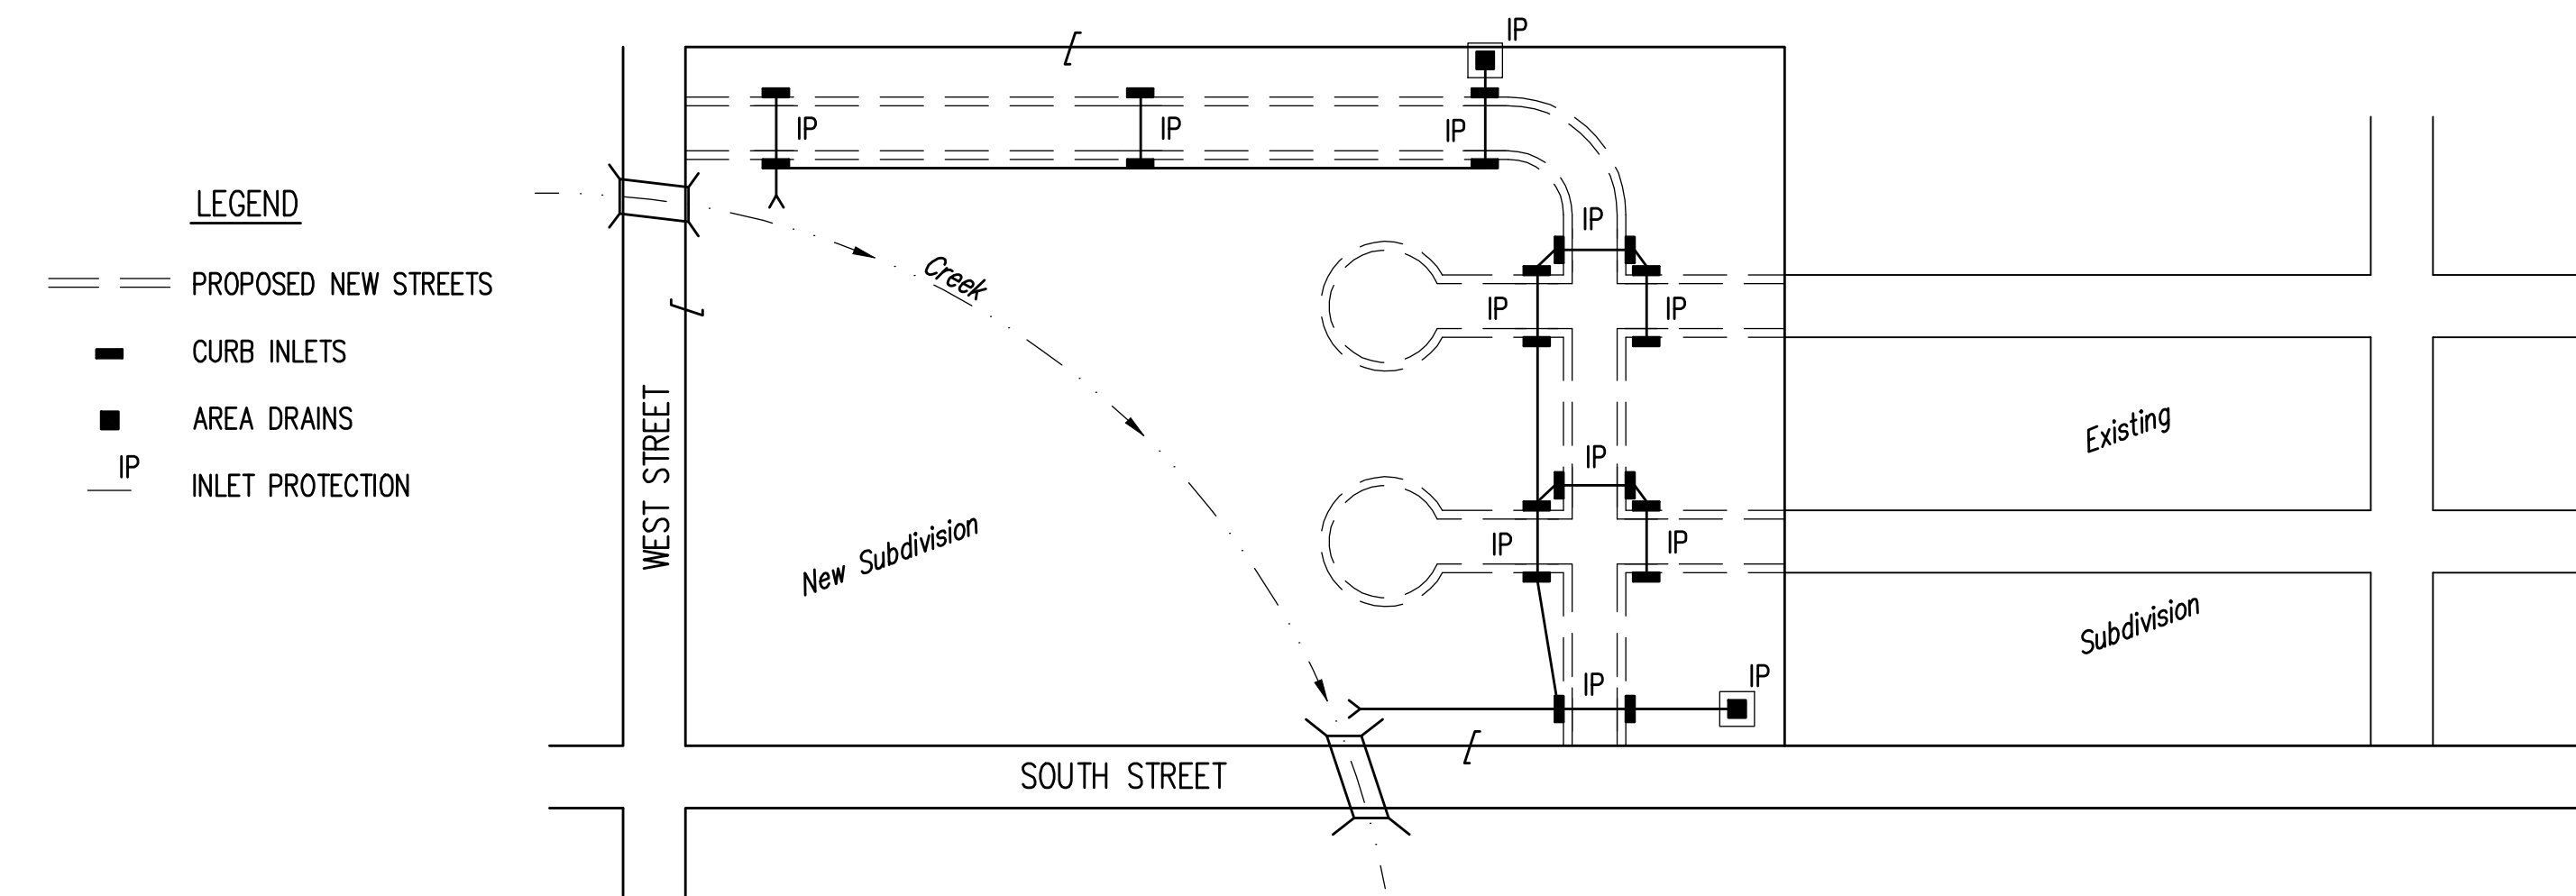 IP
IP
IP
IP
LEGEND
IP
Creek
PROPOSED NEW STREETS
IP
IP
CURB INLETS
AREA DRAINS
Existing
IP
IP
INLET PROTECTION
WEST STREET
New Subdivision
IP
IP
Subdivision
IP
IP
SOUTH STREET